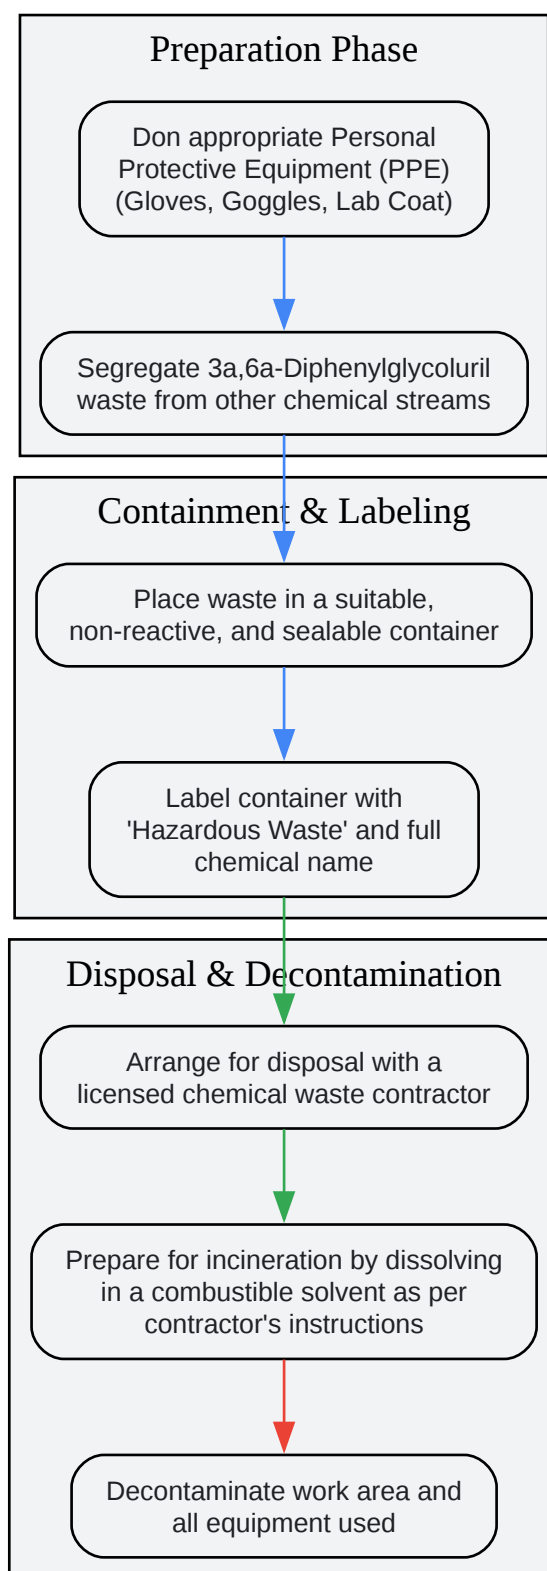 Preparation Phase
Don appropriate Personal
Protective Equipment (PPE)
(Gloves, Goggles, Lab Coat)
Segregate 3a,6a-Diphenylglycoluril
waste from other chemical streams
Containment & Labeling
Place waste in a suitable,
non-reactive, and sealable container
Label container with
'Hazardous Waste' and full
chemical name
Disposal & Decontamination
Arrange for disposal with a
licensed chemical waste contractor
Prepare for incineration by dissolving
in a combustible solvent as per
contractor's instructions
Decontaminate work area and
all equipment used